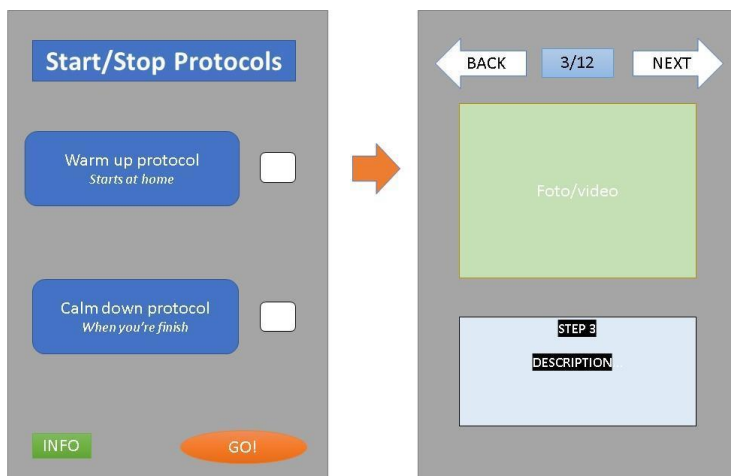 Start/Stop Protocols
Warm up protocol
Starts at home
Calm down protocol
When you're finish
INFO
GO!
BACK
3/12
NEXT
Foto/video
STEP 3
DESCRIPTION...